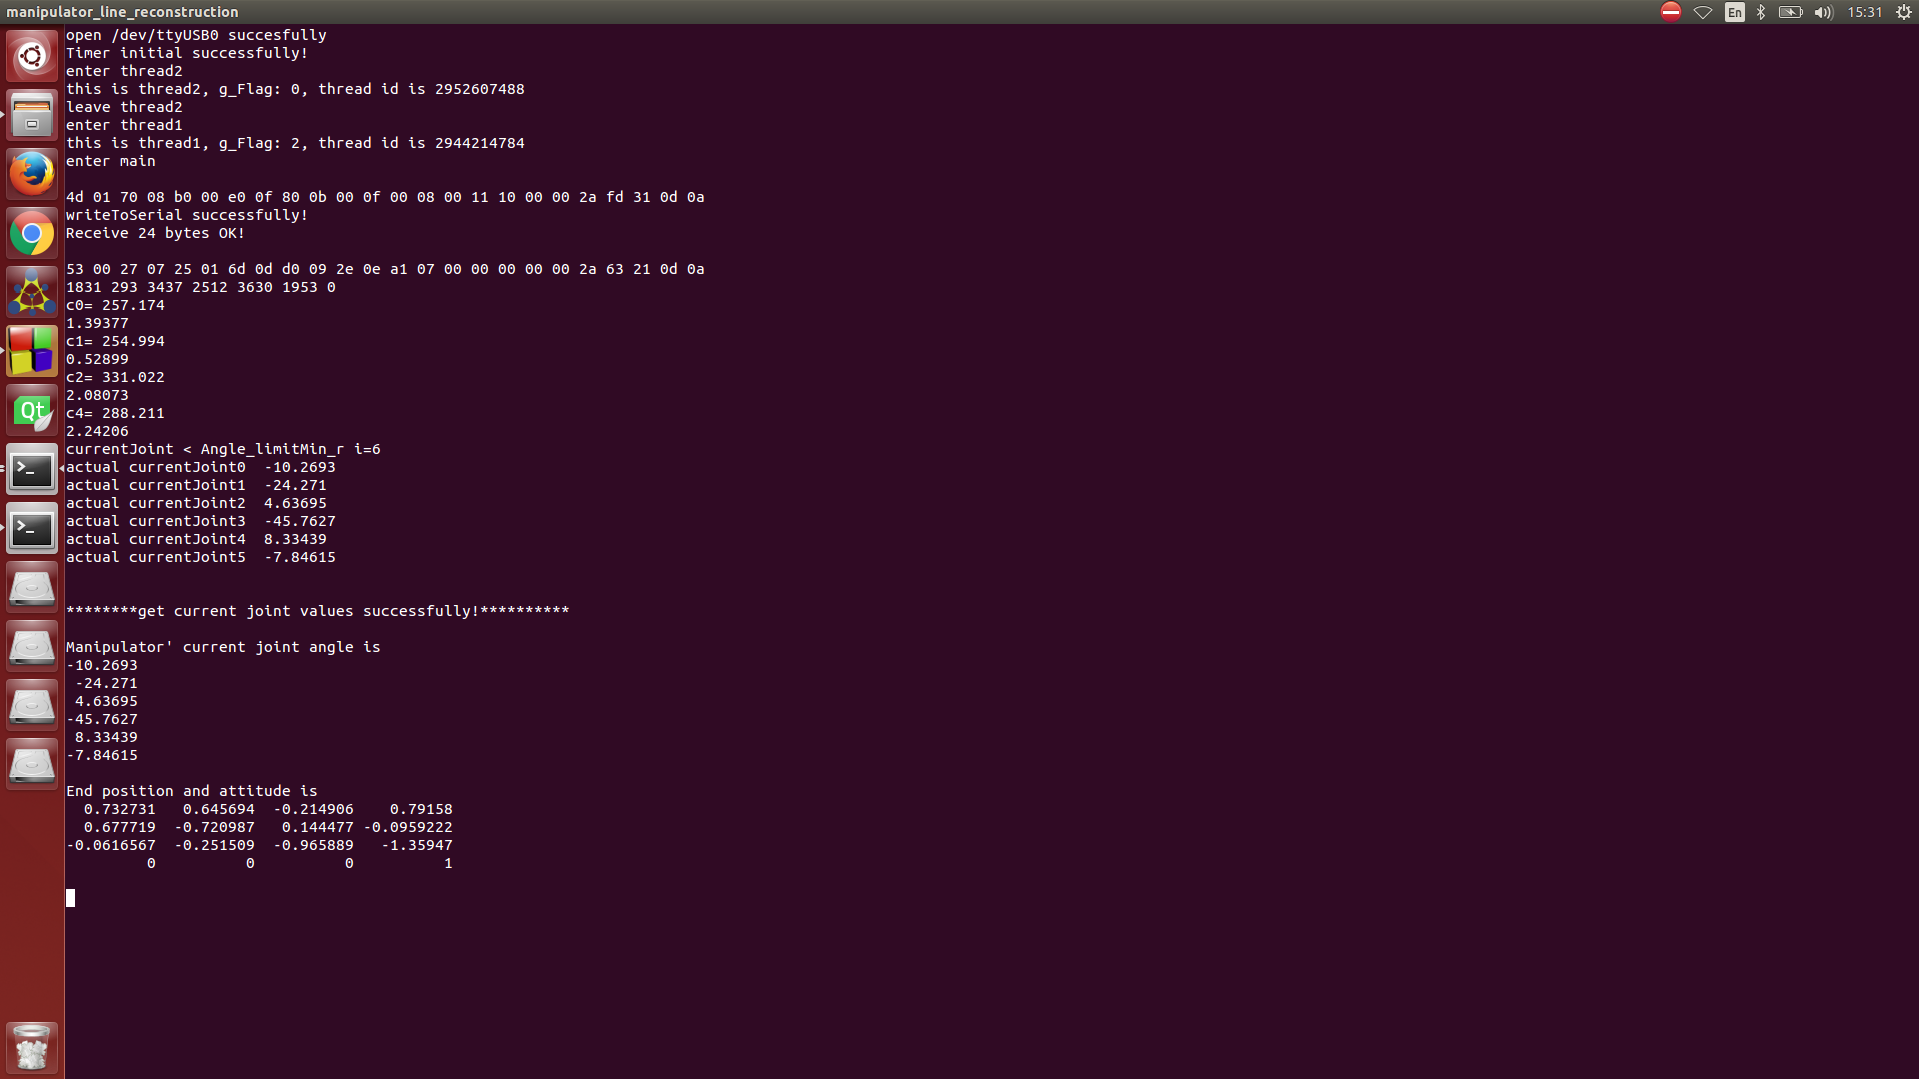 manipulator_line_reconstruction
En
15:31
open /dev/ttyUSB0 succesfully
Timer initial successfully!
enter thread2
this is thread2, g_Flag: 0, thread id is 2952607488
leave thread2
enter thread1
this is thread1, g_Flag: 2, thread id is 2944214784
enter main
4d 01 70 08 b0 00 e0 0f 80 0b 00 0f 00 08 00 11 10 00 00 2a fd 31 0d 0a
writeToSerial successfully!
Receive 24 bytes OK!
53 00 27 07 25 01 6d 0d d0 09 2e 0e a1 07 00 00 00 00 00 2a 63 21 0d 0a
1831 293 3437 2512 3630 1953 0
c0= 257.174
1.39377
c1= 254.994
0.52899
c2= 331.022
2.08073
c4= 288.211
2.24206
currentJoint < Angle_limitMin_r i=6
actual currentJoint0  -10.2693
actual currentJoint1  -24.271
actual currentJoint2  4.63695
actual currentJoint3  -45.7627
actual currentJoint4  8.33439
actual currentJoint5  -7.84615
********get current joint values successfully!**********
Manipulator' current joint angle is
-10.2693
-24.271
4.63695
-45.7627
8.33439
-7.84615
End position and attitude is
0.732731 0.645694 -0.214906 0.79158
0.677719 -0.720987 0.144477 -0.0959222
-0.0616567 -0.251509 -0.965889 -1.35947
0 0 0 1
Qt